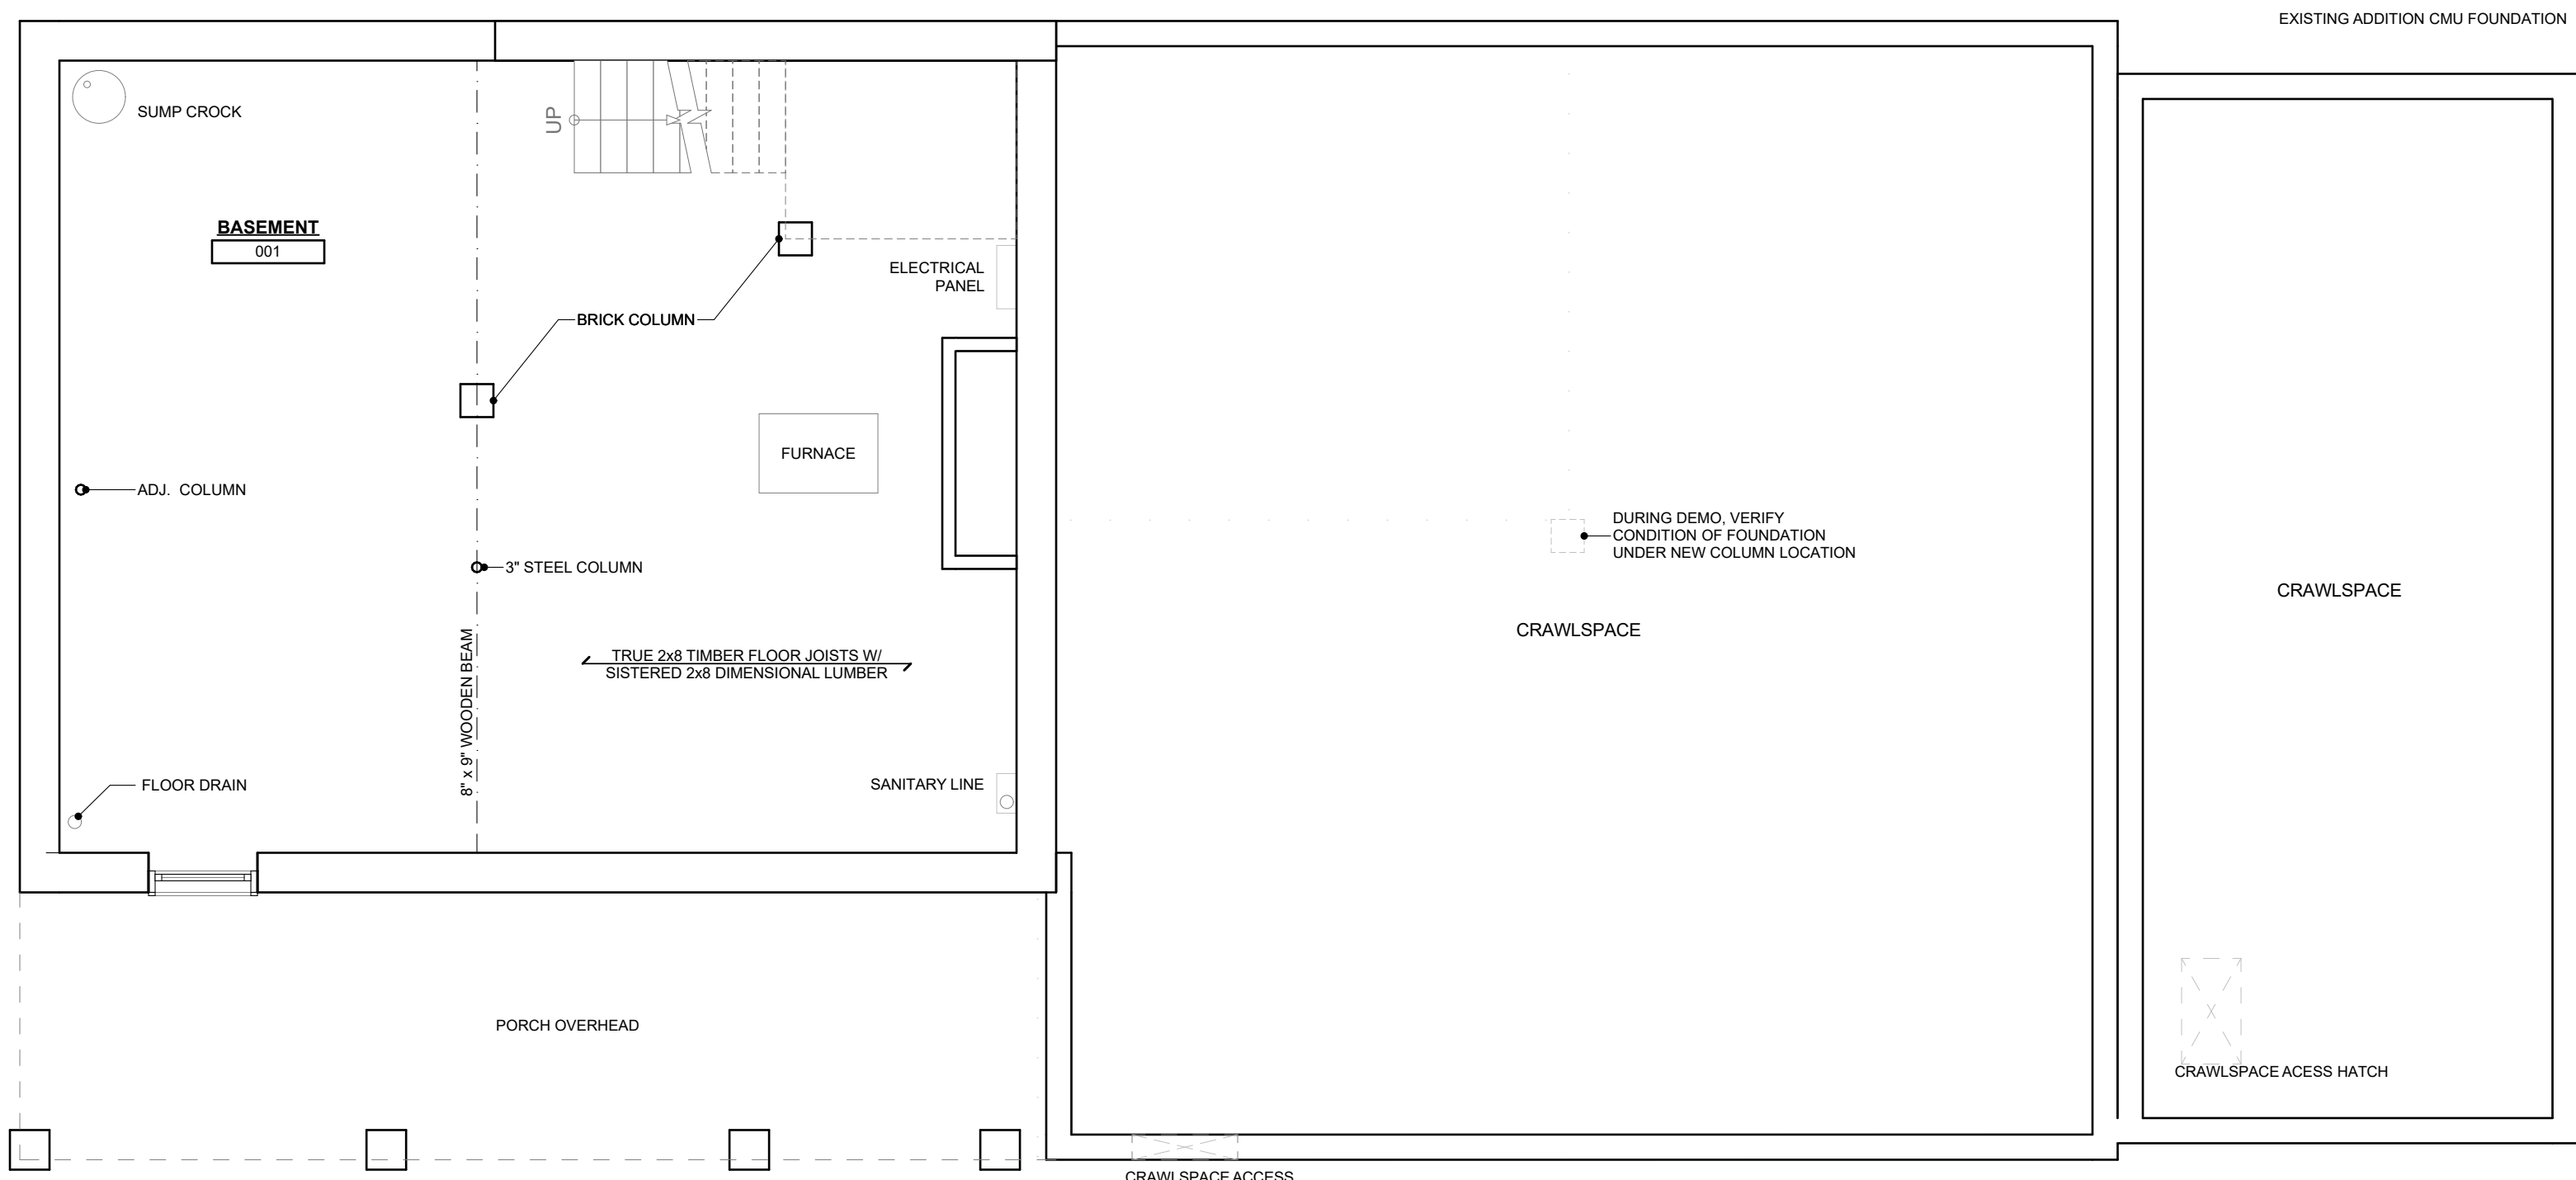 EXISTING ADDITION CMU FOUNDATION
SUMP CROCK
UP
BASEMENT
001
ELECTRICAL
PANEL
BRICK COLUMN
FURNACE
ADJ. COLUMN
3" STEEL COLUMN
DURING DEMO, VERIFY
CONDITION OF FOUNDATION
UNDER NEW COLUMN LOCATION
CRAWLSPACE
CRAWLSPACE
TRUE 2x8 TIMBER FLOOR JOISTS W/
SISTERED 2x8 DIMENSIONAL LUMBER
8" x 9" WOODEN BEAM
FLOOR DRAIN
SANITARY LINE
PORCH OVERHEAD
CRAWLSPACE ACESS HATCH
CRAWLSPACE ACCESS